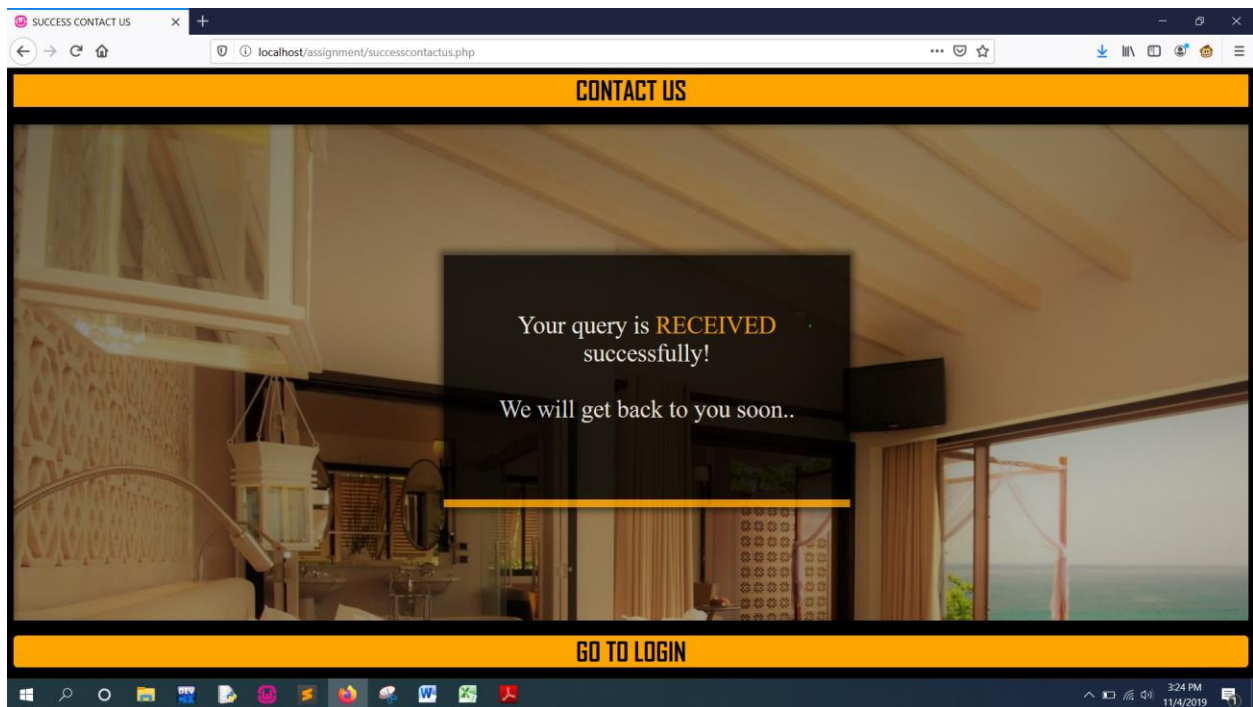 SUCCESS CONTACT US
localhost/assignment/successcontactus.php
CONTACT US
Your query is RECEIVED
successfully!
We will get back to you soon..
GO TO LOGIN
DEV
3:24 PM
11/4/2019